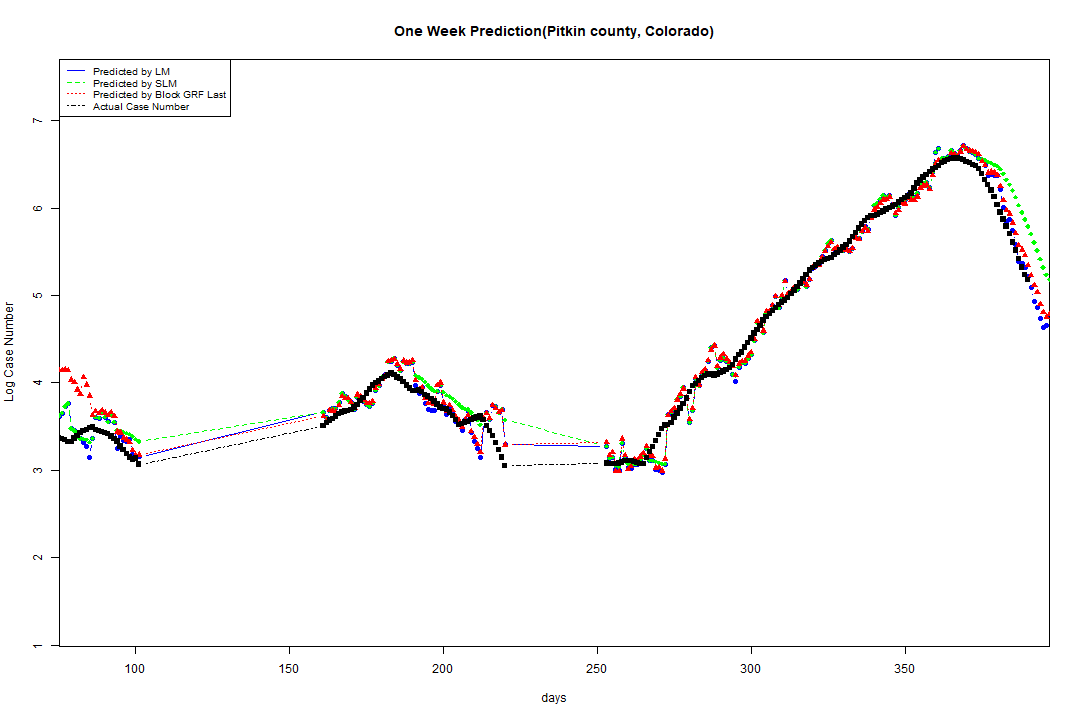 One Week Prediction(Pitkin county, Colorado)
Predicted by LM
Predicted by SLM
Predicted by Block GRF Last
Actual Case Number
Log Case Number
7
6
5
4
3
2
1
100 150 200 250 300 350
days